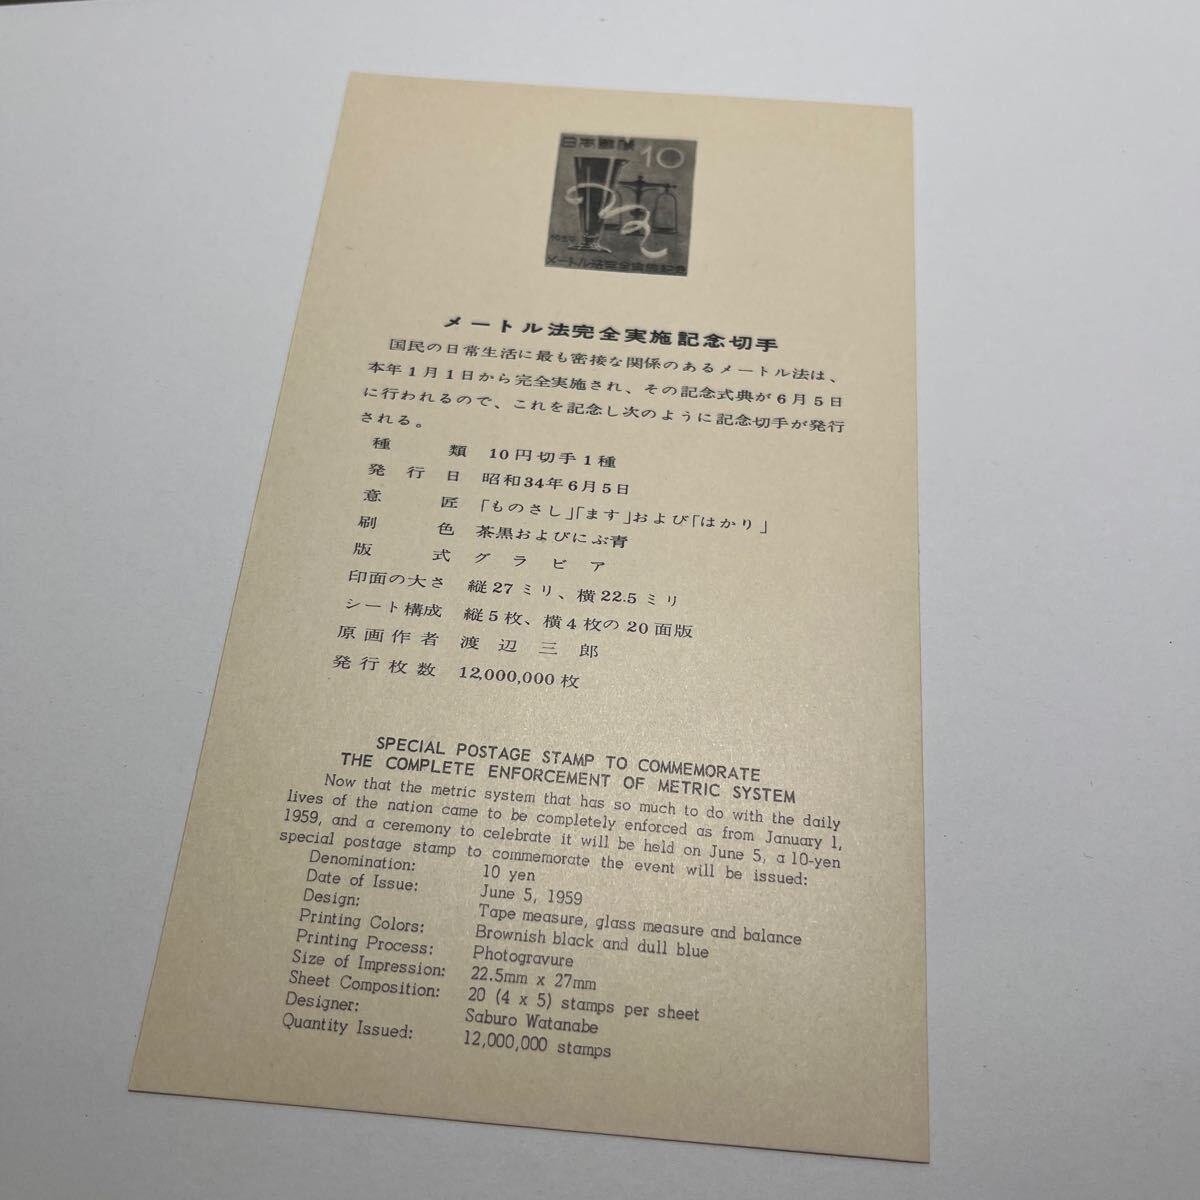 日本郵便 10
1959
メートル法完全実施記念
メートル法完全実施記念切手
国民の日常生活に最も密接な関係のあるメートル法は、
本年1月1日から完全実施され、その記念式典が6月5日
に行われるので、これを記念し次のように記念切手が発行
される。
種類 10円切手1種
発行日 昭和34年6月5日
意匠 「ものさし」「ます」および「はかり」
刷色 茶黒およびにぶ青
版式 グラビア
印面の大さ 縦27ミリ、横22.5ミリ
シート構成 縦5枚、横4枚の20面版
原画作者 渡辺三郎
発行枚数 12,000,000枚
SPECIAL POSTAGE STAMP TO COMMEMORATE
THE COMPLETE ENFORCEMENT OF METRIC SYSTEM
Now that the metric system that has so much to do with the daily
lives of the nation came to be completely enforced as from January 1,
1959, and a ceremony to celebrate it will be held on June 5, a 10-yen
special postage stamp to commemorate the event will be issued:
Denomination: 10 yen
Date of Issue: June 5, 1959
Design: Tape measure, glass measure and balance
Printing Colors: Brownish black and dull blue
Printing Process: Photogravure
Size of Impression: 22.5mm x 27mm
Sheet Composition: 20 (4 x 5) stamps per sheet
Designer: Saburo Watanabe
Quantity Issued: 12,000,000 stamps